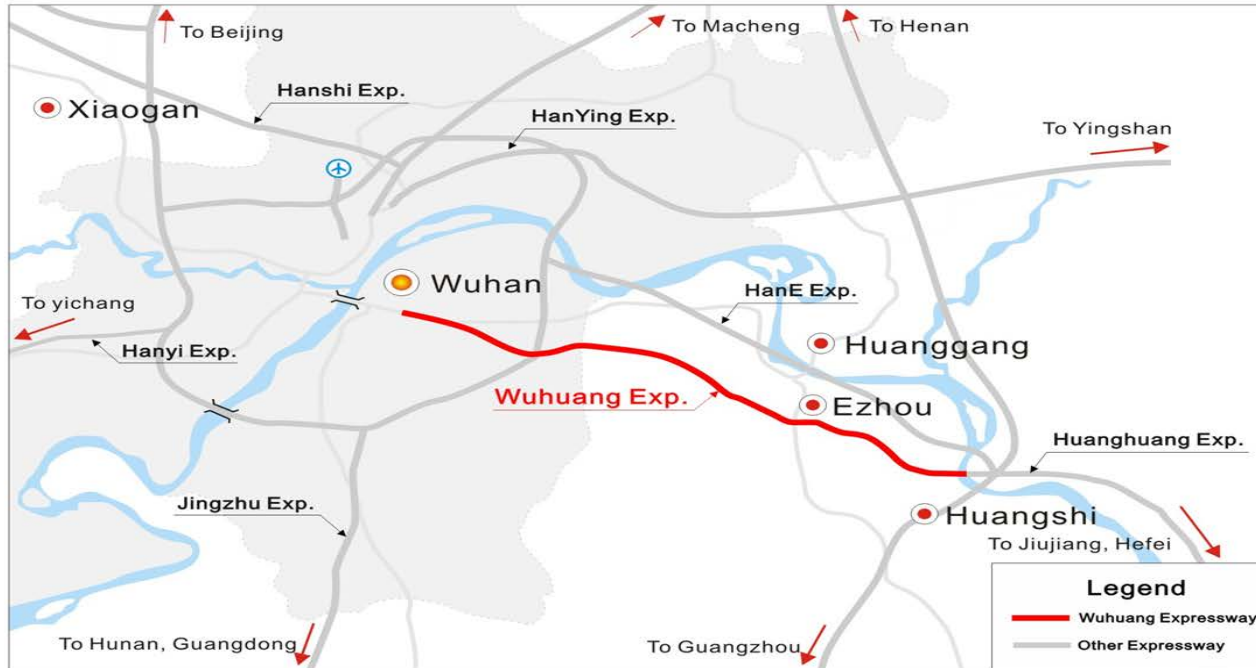 To Beijing
To Macheng
To Henan
Hanshi Exp.
Xiaogan
HanYing Exp.
To Yingshan
Wuhan
HanE Exp.
To yichang
Hanyi Exp.
Huanggang
Wuhuang Exp.
Ezhou
Huanghuang Exp.
Jingzhu Exp.
Huangshi
To Jiujiang, Hefei
Legend
Wuhuang Expressway
Other Expressway
To Hunan, Guangdong
To Guangzhou